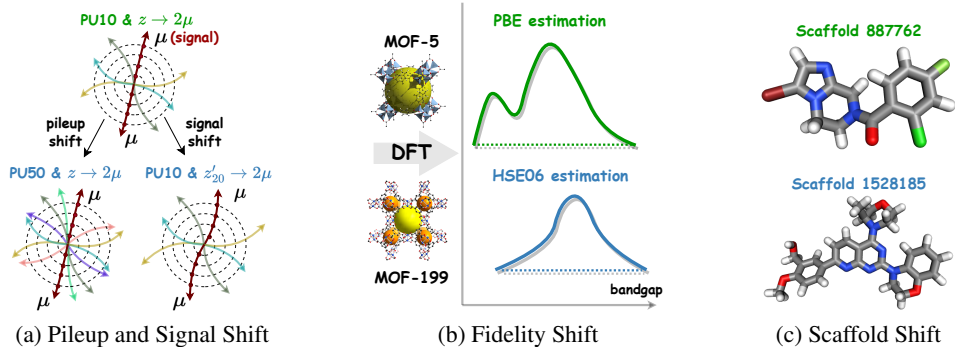 PU10 & z → 2μ
μ (signal)
μ
pileup shift
signal shift
PU50 & z → 2μ
PU10 & z′₂₀ → 2μ
μ
μ
(a) Pileup and Signal Shift
MOF-5
DFT
MOF-199
PBE estimation
HSE06 estimation
bandgap
(b) Fidelity Shift
Scaffold 887762
Scaffold 1528185
(c) Scaffold Shift